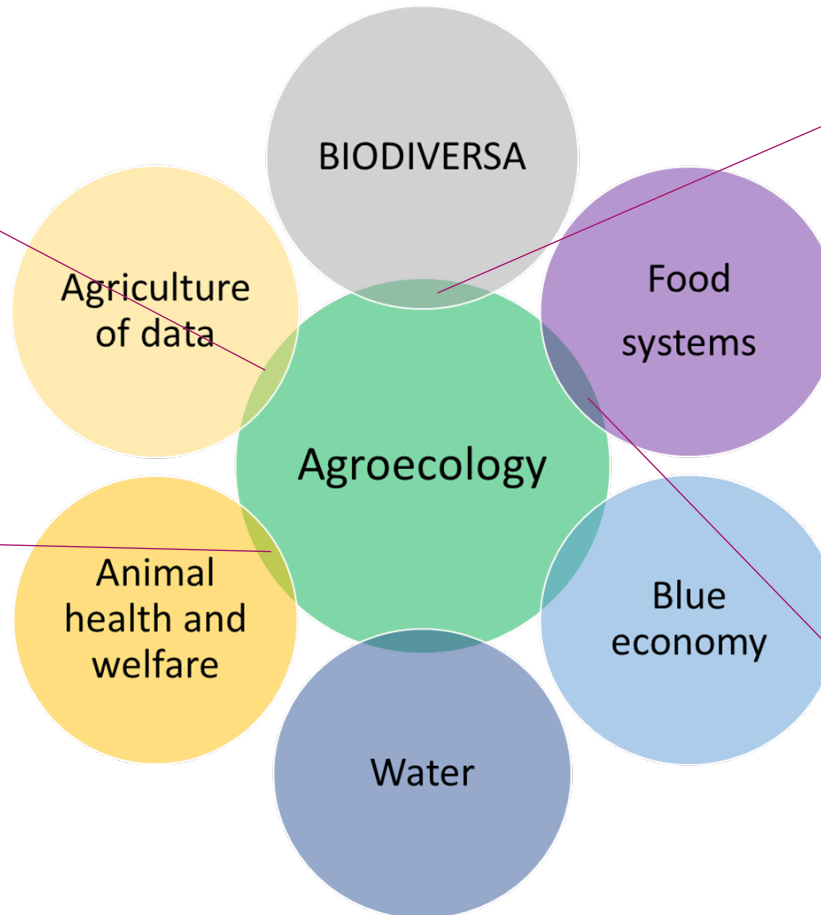 BIODIVERSA
Agriculture
of data
Food
systems
Agroecology
Animal
health and
welfare
Blue
economy
Water